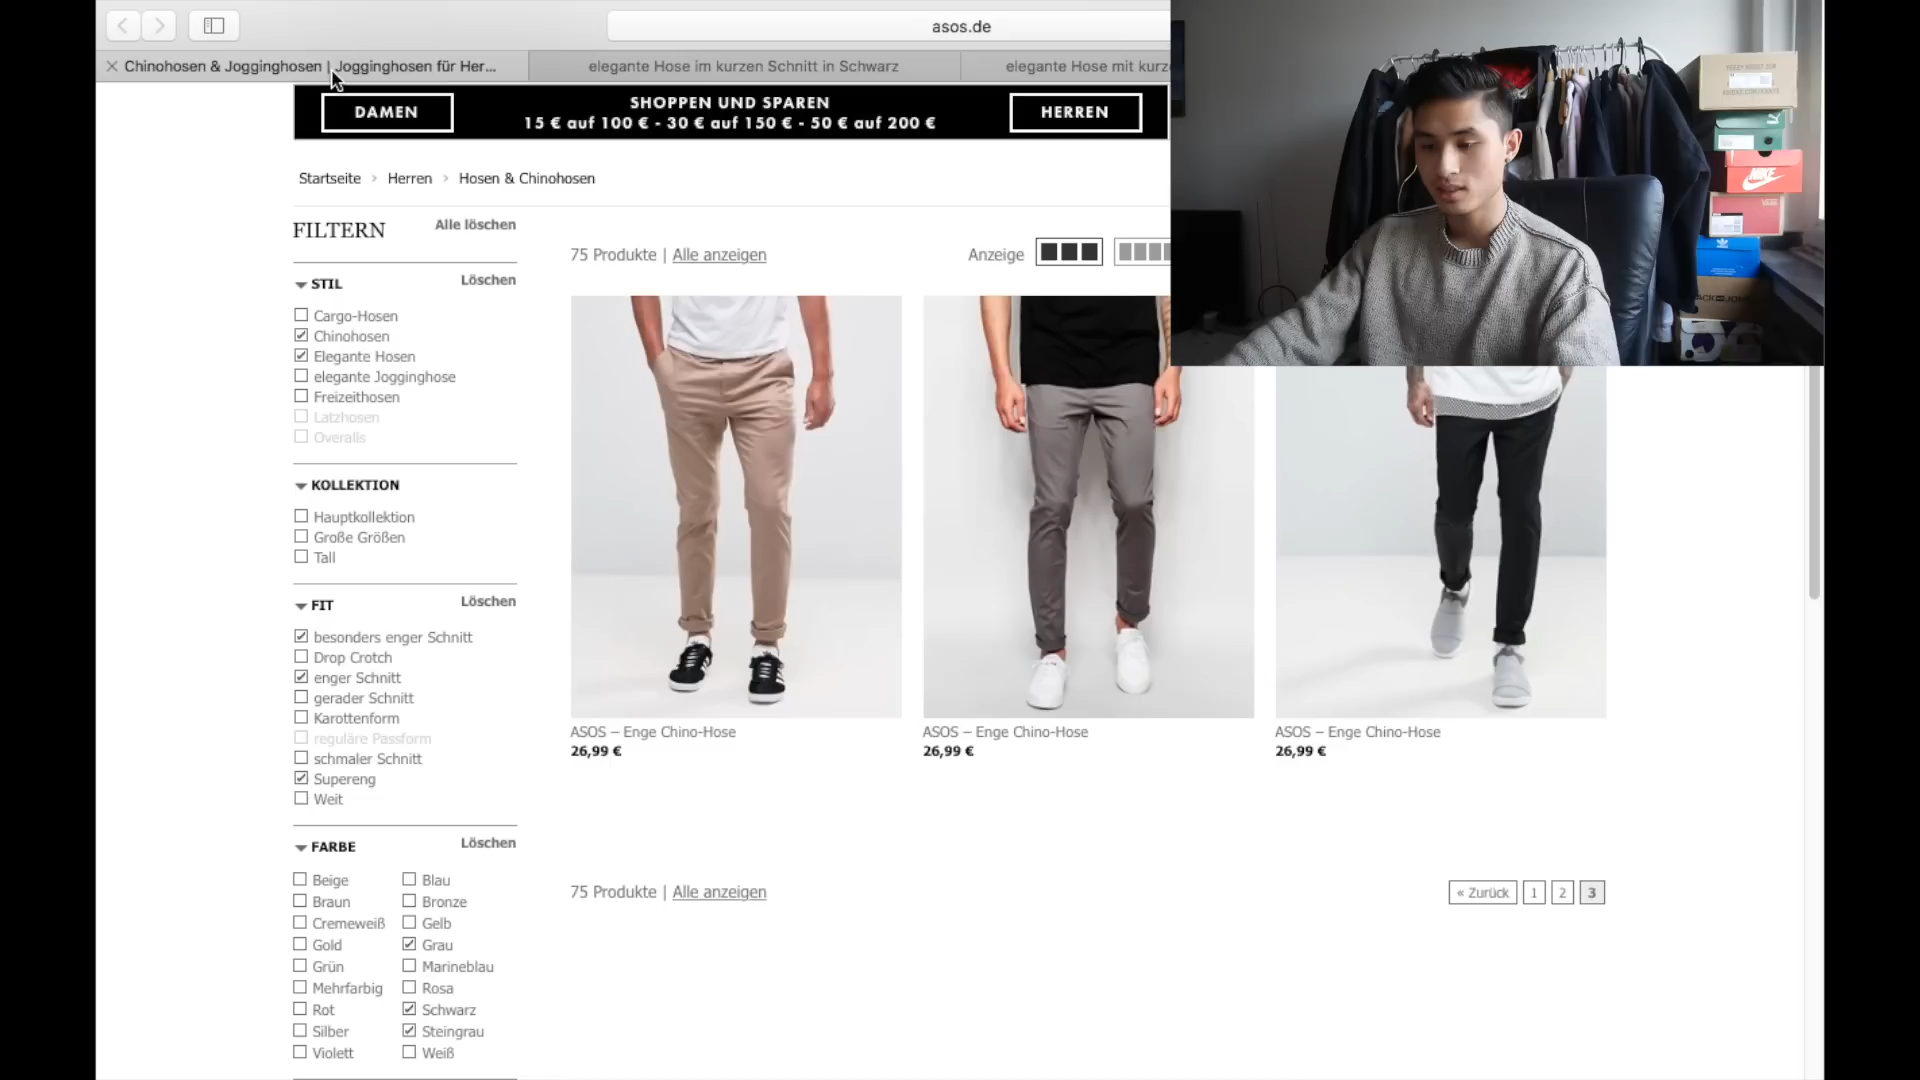 asos.de
Chinohosen & Jogginghosen | Jogginghosen für Her...
elegante Hose im kurzen Schnitt in Schwarz
elegante Hose mit kurze
DAMEN
SHOPPEN UND SPAREN
15 € auf 100 € - 30 € auf 150 € - 50 € auf 200 €
HERREN
Startseite > Herren > Hosen & Chinohosen
FILTERN
Alle löschen
75 Produkte | Alle anzeigen
Anzeige
STIL
Löschen
Cargo-Hosen
Chinohosen
Elegante Hosen
elegante Jogginghose
Freizeithosen
Latzhosen
Overalls
KOLLEKTION
Hauptkollektion
Große Größen
Tall
FIT
Löschen
besonders enger Schnitt
Drop Crotch
enger Schnitt
gerader Schnitt
Karottenform
reguläre Passform
schmaler Schnitt
Supereng
Weit
FARBE
Löschen
Beige
Blau
Braun
Bronze
Cremeweiß
Gelb
Gold
Grau
Grün
Marineblau
Mehrfarbig
Rosa
Rot
Schwarz
Silber
Steingrau
Violett
Weiß
ASOS – Enge Chino-Hose
26,99 €
ASOS – Enge Chino-Hose
26,99 €
ASOS – Enge Chino-Hose
26,99 €
75 Produkte | Alle anzeigen
« Zurück 1 2 3
NIKE